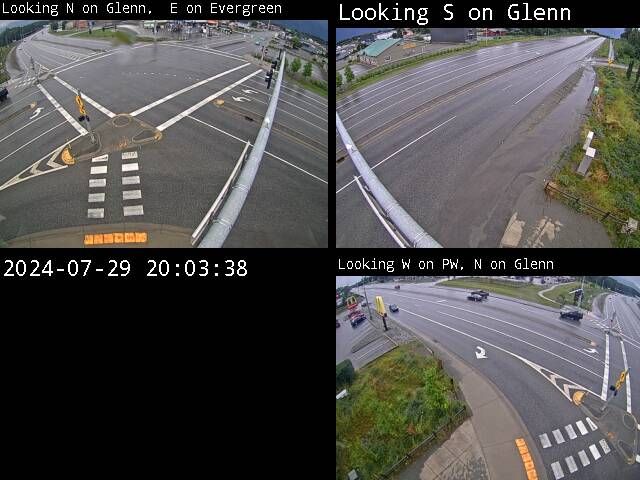 Looking N on Glenn, E on Evergreen
Looking S on Glenn
2024-07-29 20:03:38
Looking W on PW, N on Glenn